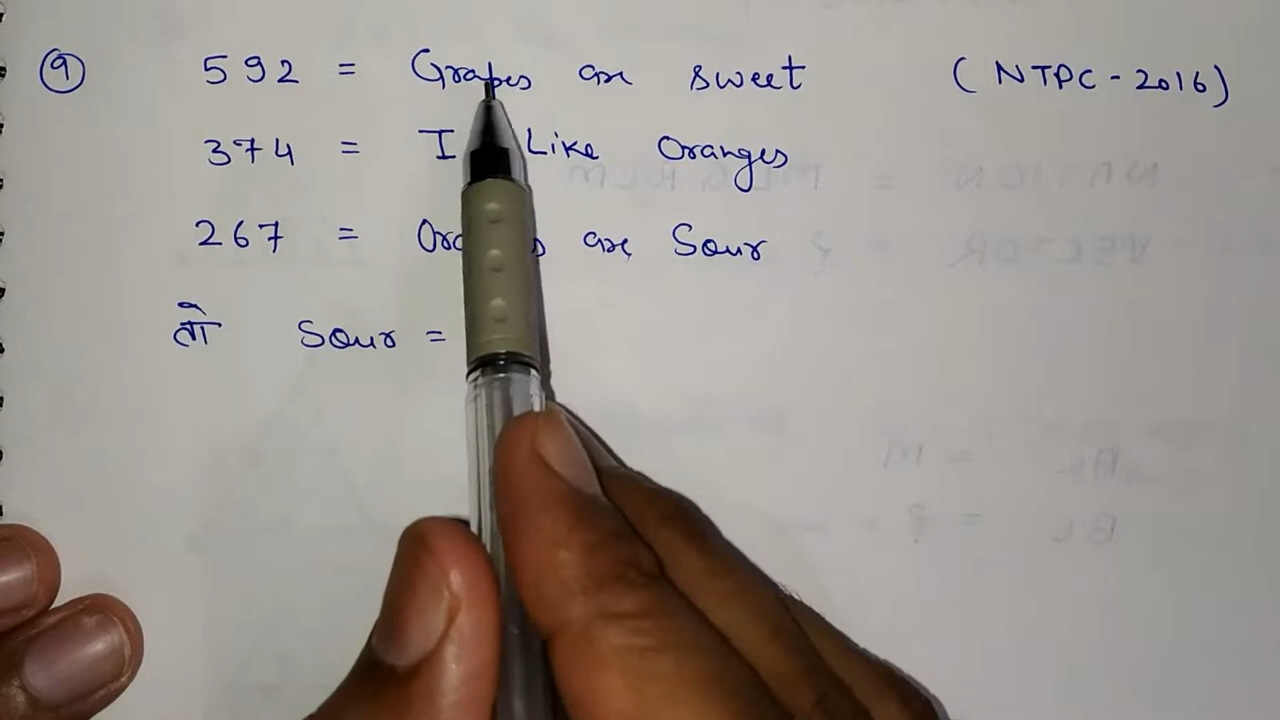 9 592 = Grapes are sweet (NTPC-2016)
374 = I Like Oranges
267 = are Sour
तो Sour =